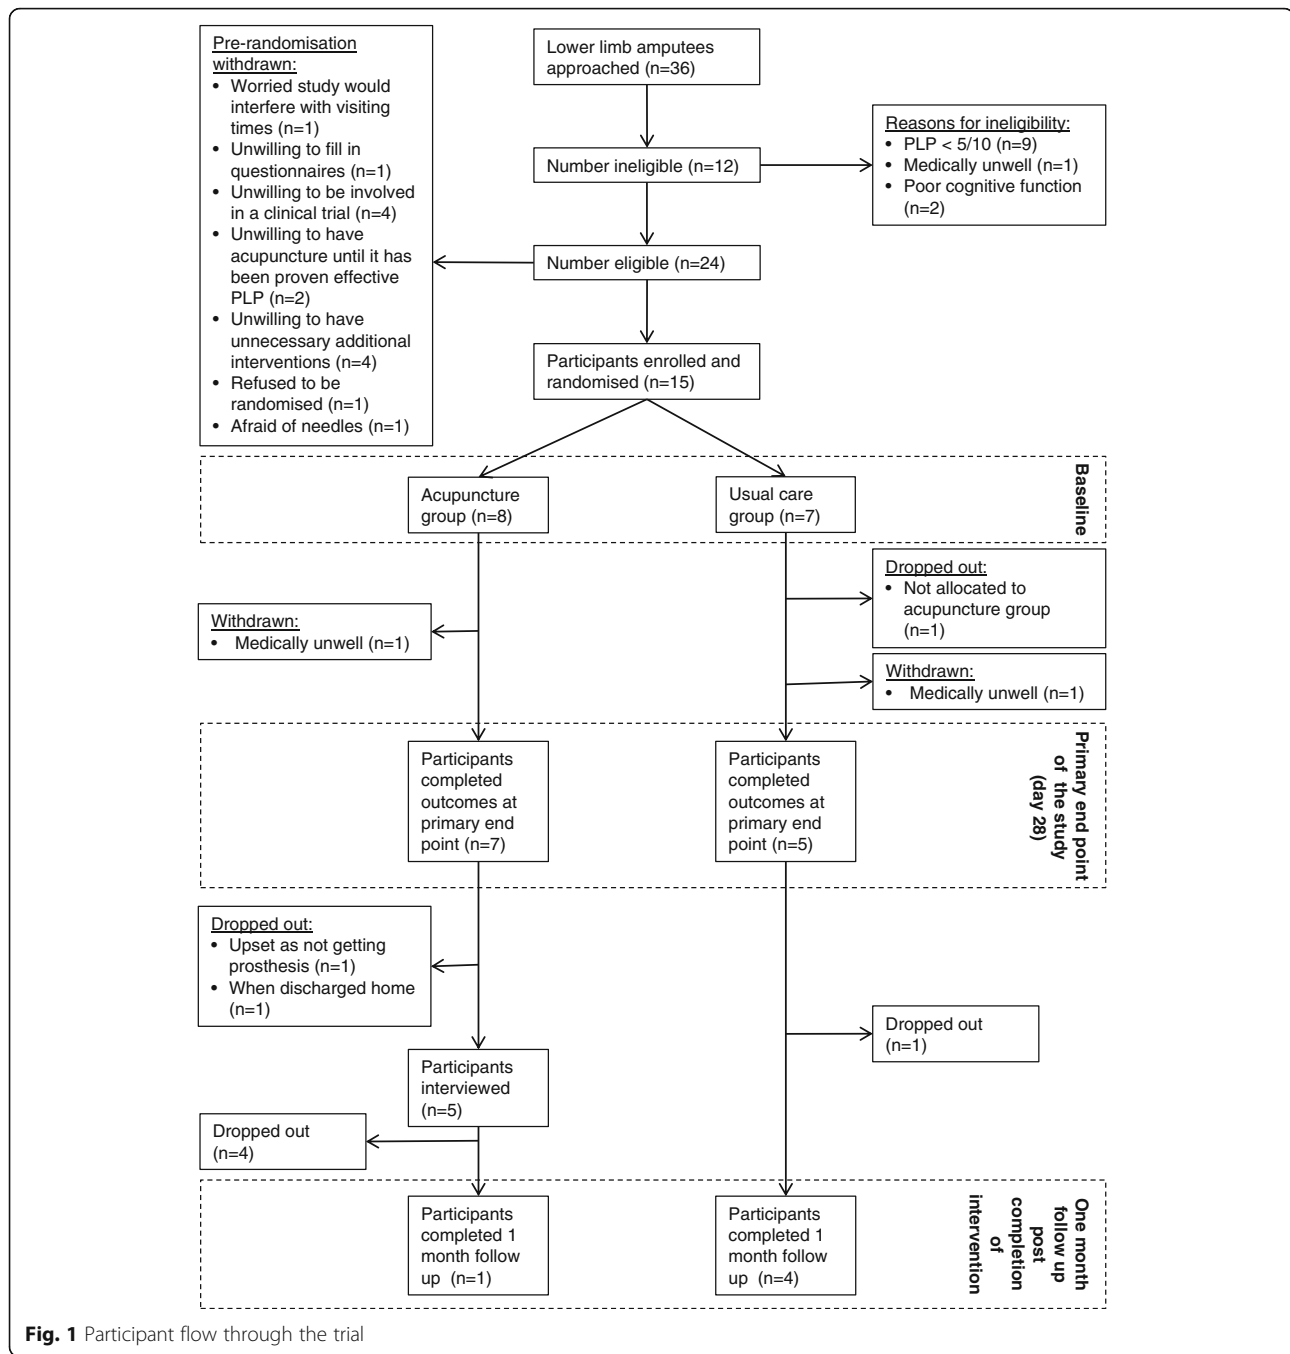 Lower limb amputees
approached (n=36)
Pre-randomisation
withdrawn:
• Worried study would
interfere with visiting
times (n=1)
• Unwilling to fill in
questionnaires (n=1)
• Unwilling to be involved
in a clinical trial (n=4)
• Unwilling to have
acupuncture until it has
been proven effective
PLP (n=2)
• Unwilling to have
unnecessary additional
interventions (n=4)
• Refused to be
randomised (n=1)
• Afraid of needles (n=1)
Number ineligible (n=12)
Reasons for ineligibility:
• PLP < 5/10 (n=9)
• Medically unwell (n=1)
• Poor cognitive function
(n=2)
Number eligible (n=24)
Participants enrolled and
randomised (n=15)
Acupuncture
group (n=8)
Usual care
group (n=7)
Baseline
Dropped out:
• Not allocated to
acupuncture group
(n=1)
Withdrawn:
• Medically unwell (n=1)
Withdrawn:
• Medically unwell (n=1)
Participants
completed
outcomes at
primary end
point (n=7)
Participants
completed
outcomes at
primary end
point (n=5)
Primary end point
of the study
(day 28)
Dropped out:
• Upset as not getting
prosthesis (n=1)
• When discharged home
(n=1)
Dropped out
(n=1)
Participants
interviewed
(n=5)
Dropped out
(n=4)
Participants
completed 1
month follow
up (n=1)
Participants
completed 1
month follow
up (n=4)
One month
follow up
post
completion
of
intervention
Fig. 1 Participant flow through the trial